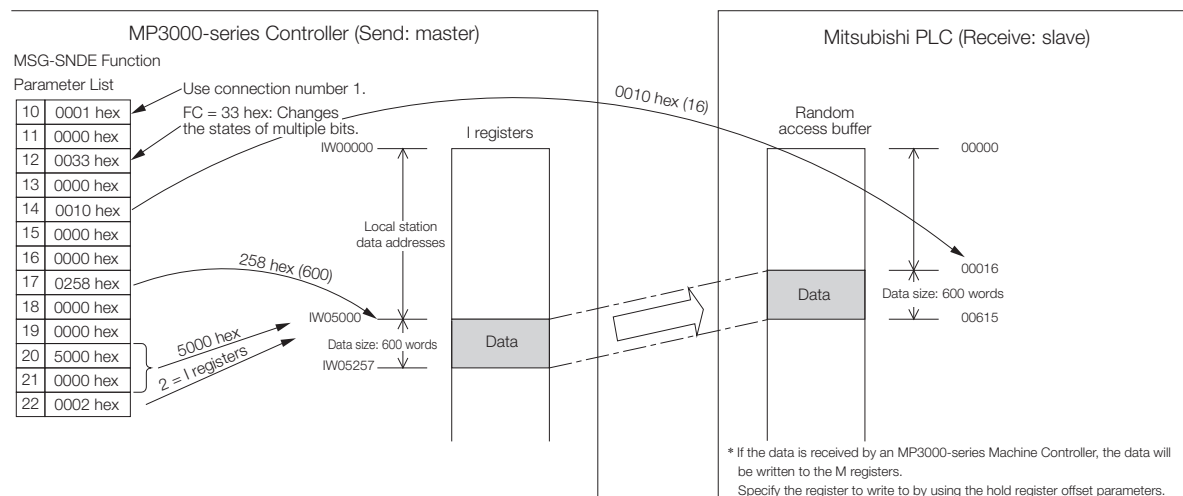 MP3000-series Controller (Send: master)
MSG-SNDE Function
Parameter List
10 0001 hex
11 0000 hex
12 0033 hex
13 0000 hex
14 0010 hex
15 0000 hex
16 0000 hex
17 0258 hex
18 0000 hex
19 0000 hex
20 5000 hex
21 0000 hex
22 0002 hex
Use connection number 1.
FC = 33 hex: Changes
the states of multiple bits.
258 hex (600)
5000 hex
2 = I registers
I registers
IW00000
Local station
data addresses
IW05000
Data size: 600 words
IW05257
Data
0010 hex (16)
Mitsubishi PLC (Receive: slave)
Random
access buffer
00000
00016
Data size: 600 words
00615
Data
* If the data is received by an MP3000-series Machine Controller, the data will
be written to the M registers.
Specify the register to write to by using the hold register offset parameters.